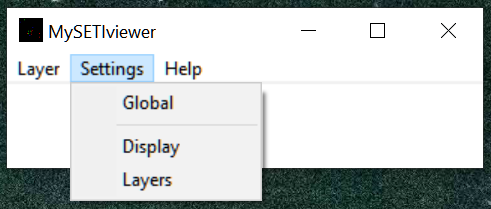 MySETIviewer
Layer Settings Help
Global
Display
Layers